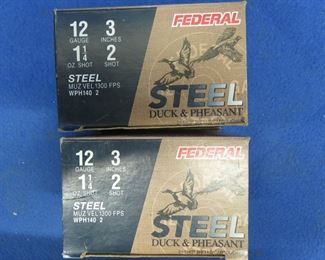 12 3 FEDERAL
GAUGE INCHES
1 1/4 2
OZ. SHOT SHOT
STEEL
MUZ VEL 1300 FPS
WPH140 2
STEEL
DUCK & PHEASANT
12 3 FEDERAL
GAUGE INCHES
1 1/4 2
OZ. SHOT SHOT
STEEL
MUZ VEL 1300 FPS
WPH140 2
STEEL
DUCK & PHEASANT